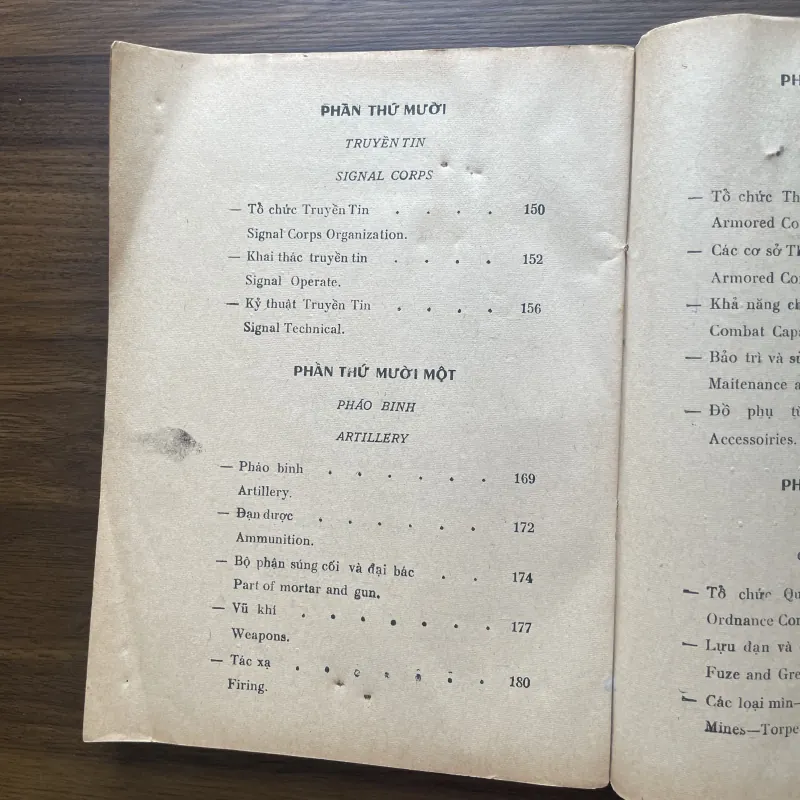 PHẦN THỨ MƯỜI
TRUYỀN TIN
SIGNAL CORPS
— Tổ chức Truyền Tin . . . . 150
Signal Corps Organization.
— Khai thác truyền tin . . . . 152
Signal Operate.
— Kỹ thuật Truyền Tin . . . . 156
Signal Technical.
PHẦN THỨ MƯỜI MỘT
PHÁO BINH
ARTILLERY
— Pháo binh . . . . . . 169
Artillery.
— Đạn dược . . . . . . 172
Ammunition.
— Bộ phận súng cối và đại bác . . 174
Part of mortar and gun.
— Vũ khí . . . . . . . 177
Weapons.
— Tác xạ . . . . . . . 180
Firing.
— Tổ chức
Armored
— Các cơ sở
Armored
— Khả năng
Combat
— Bảo trì và
Maitenance
— Đồ phụ
Accessoiries.
— Tổ chức
Ordnance
— Lựu đạn và
Fuze and
— Các loại mìn—
Mines—